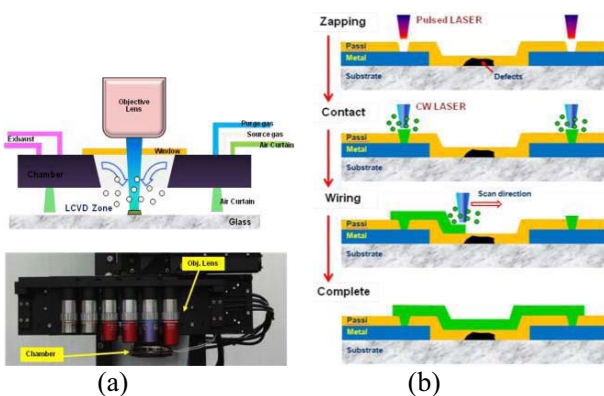 Objective
Lens
Purge gas
Source gas
Air Curtain
Exhaust
Window
Chamber
LCVD Zone
Air Curtain
Glass
Obj. Lens
Chamber
(a)
Zapping
Pulsed LASER
Passi
Metal
Substrate
Defects
Contact
CW LASER
Passi
Metal
Substrate
Wiring
Scan direction
Passi
Metal
Substrate
Complete
Passi
Metal
Substrate
(b)